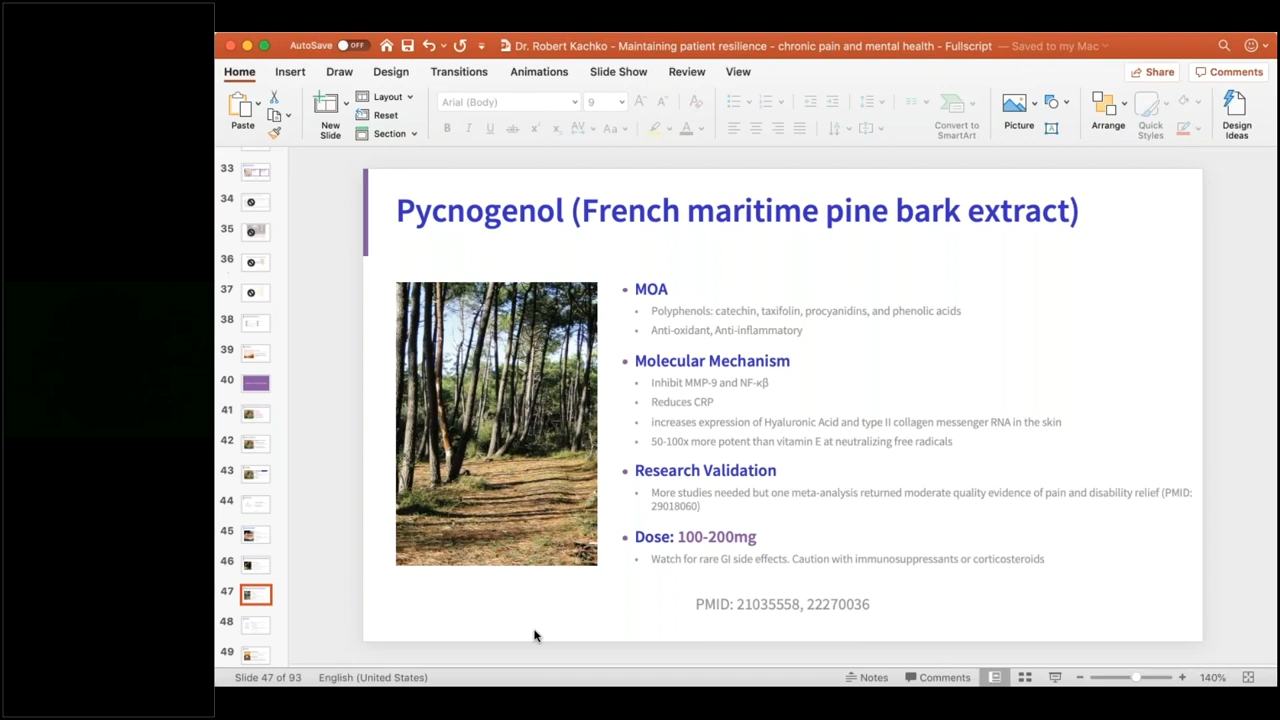 AutoSave OFF
Dr. Robert Kachko - Maintaining patient resilience - chronic pain and mental health - Fullscript — Saved to my Mac
Home Insert Draw Design Transitions Animations Slide Show Review View Share Comments
Paste
New Slide
Layout
Reset
Section
Arial (Body) 9
Convert to SmartArt
Picture
Arrange
Quick Styles
Design Ideas
33
34
35
36
37
38
39
40
41
42
43
44
45
46
47
48
49
Pycnogenol (French maritime pine bark extract)
• MOA
• Polyphenols: catechin, taxifolin, procyanidins, and phenolic acids
• Anti-oxidant, Anti-inflammatory
• Molecular Mechanism
• Inhibit MMP-9 and NF-κβ
• Reduces CRP
• increases expression of Hyaluronic Acid and type II collagen messenger RNA in the skin
• 50-100x more potent than vitamin E at neutralizing free radicals
• Research Validation
• More studies needed but one meta-analysis returned moderate quality evidence of pain and disability relief (PMID:
29018060)
• Dose: 100-200mg
• Watch for rare GI side effects. Caution with immunosuppressants or corticosteroids
PMID: 21035558, 22270036
Slide 47 of 93 English (United States) Notes Comments 140%